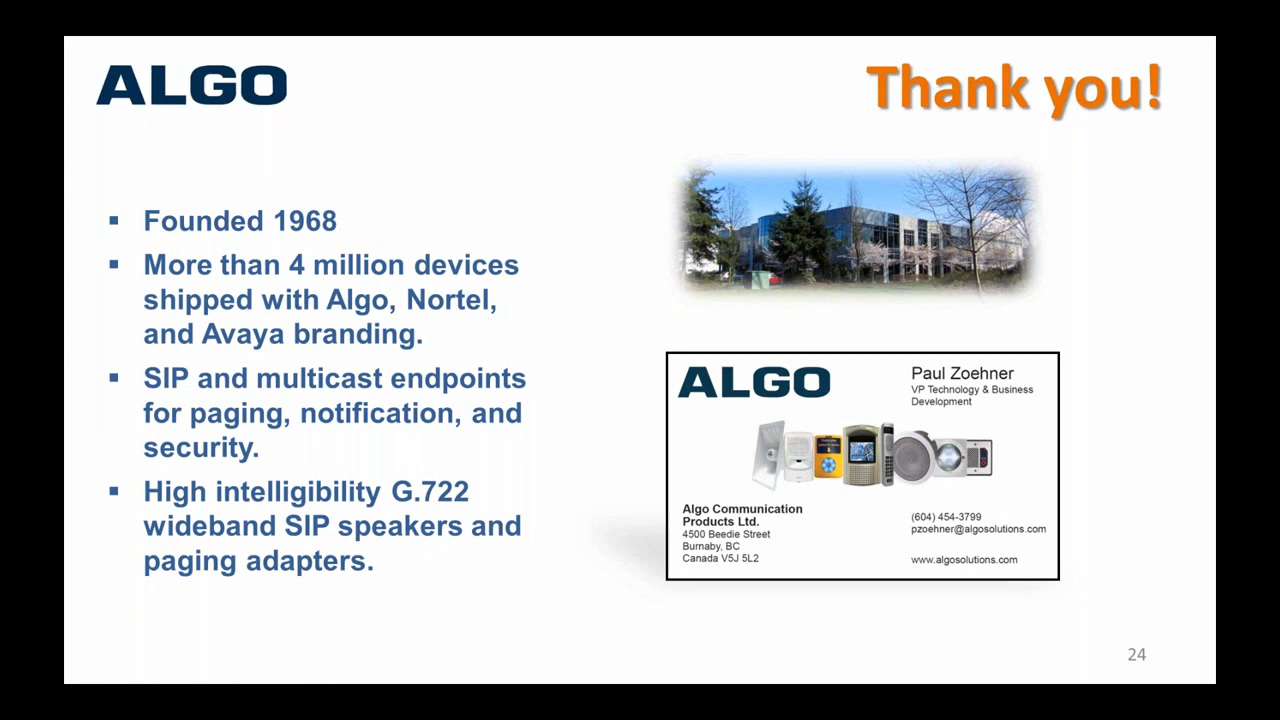 ALGO
Thank you!
▪ Founded 1968
▪ More than 4 million devices
shipped with Algo, Nortel,
and Avaya branding.
▪ SIP and multicast endpoints
for paging, notification, and
security.
▪ High intelligibility G.722
wideband SIP speakers and
paging adapters.
ALGO
Paul Zoehner
VP Technology & Business
Development
Algo Communication
Products Ltd.
4500 Beedie Street
Burnaby, BC
Canada V5J 5L2
(604) 454-3799
pzoehner@algosolutions.com
www.algosolutions.com
24